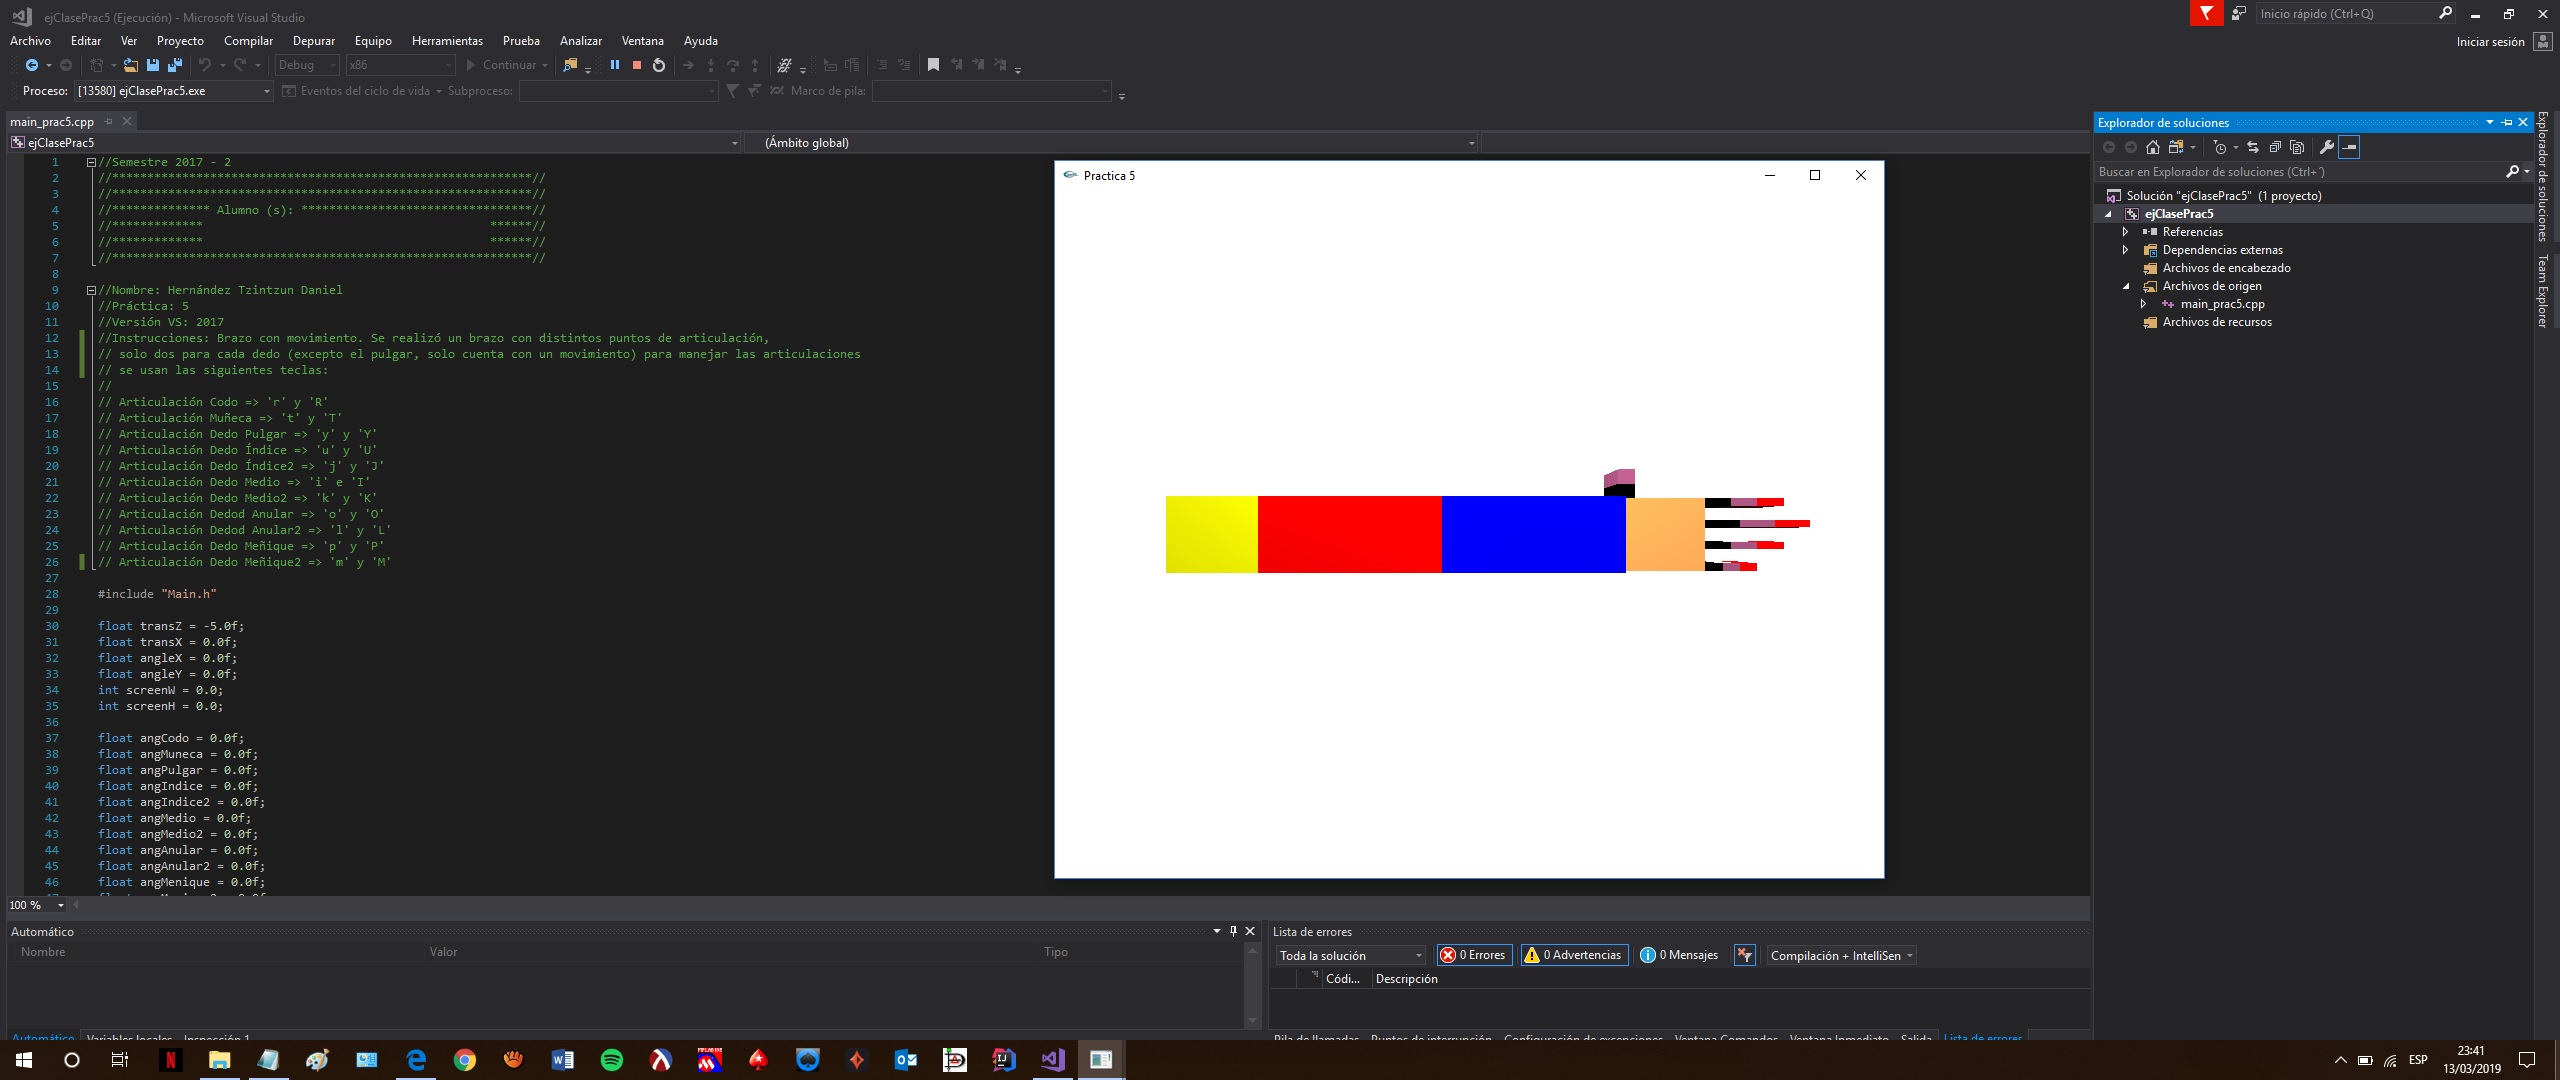 ejClasePrac5 (Ejecución) - Microsoft Visual Studio
Inicio rápido (Ctrl+Q)
Archivo Editar Ver Proyecto Compilar Depurar Equipo Herramientas Prueba Analizar Ventana Ayuda
Iniciar sesión
Debug x86 Continuar
Proceso: [13580] ejClasePrac5.exe Eventos del ciclo de vida Subproceso: Marco de pila:
main_prac5.cpp
ejClasePrac5 (Ámbito global)
1 //Semestre 2017 - 2
2 //************************************************************//
3 //************************************************************//
4 //************** Alumno (s): *********************************//
5 //************* ******//
6 //************* ******//
7 //************************************************************//
8
9 //Nombre: Hernández Tzintzun Daniel
10 //Práctica: 5
11 //Versión VS: 2017
12 //Instrucciones: Brazo con movimiento. Se realizó un brazo con distintos puntos de articulación,
13 // solo dos para cada dedo (excepto el pulgar, solo cuenta con un movimiento) para manejar las articulaciones
14 // se usan las siguientes teclas:
15 //
16 // Articulación Codo => 'r' y 'R'
17 // Articulación Muñeca => 't' y 'T'
18 // Articulación Dedo Pulgar => 'y' y 'Y'
19 // Articulación Dedo Índice => 'u' y 'U'
20 // Articulación Dedo Índice2 => 'j' y 'J'
21 // Articulación Dedo Medio => 'i' e 'I'
22 // Articulación Dedo Medio2 => 'k' y 'K'
23 // Articulación Dedod Anular => 'o' y 'O'
24 // Articulación Dedod Anular2 => 'l' y 'L'
25 // Articulación Dedo Meñique => 'p' y 'P'
26 // Articulación Dedo Meñique2 => 'm' y 'M'
27
28 #include "Main.h"
29
30 float transZ = -5.0f;
31 float transX = 0.0f;
32 float angleX = 0.0f;
33 float angleY = 0.0f;
34 int screenW = 0.0;
35 int screenH = 0.0;
36
37 float angCodo = 0.0f;
38 float angMuneca = 0.0f;
39 float angPulgar = 0.0f;
40 float angIndice = 0.0f;
41 float angIndice2 = 0.0f;
42 float angMedio = 0.0f;
43 float angMedio2 = 0.0f;
44 float angAnular = 0.0f;
45 float angAnular2 = 0.0f;
46 float angMenique = 0.0f;
100 %
Practica 5
Explorador de soluciones
Buscar en Explorador de soluciones (Ctrl+´)
Solución "ejClasePrac5" (1 proyecto)
ejClasePrac5
Referencias
Dependencias externas
Archivos de encabezado
Archivos de origen
main_prac5.cpp
Archivos de recursos
Explorador de soluciones
Team Explorer
Automático
Nombre Valor Tipo
Automático Variables locales Inspección 1
Lista de errores
Toda la solución 0 Errores 0 Advertencias 0 Mensajes Compilación + IntelliSen
Códi... Descripción
Pila de llamadas Puntos de interrupción Configuración de excepciones Ventana Comandos Ventana Inmediato Salida Lista de errores
ESP
23:41
13/03/2019